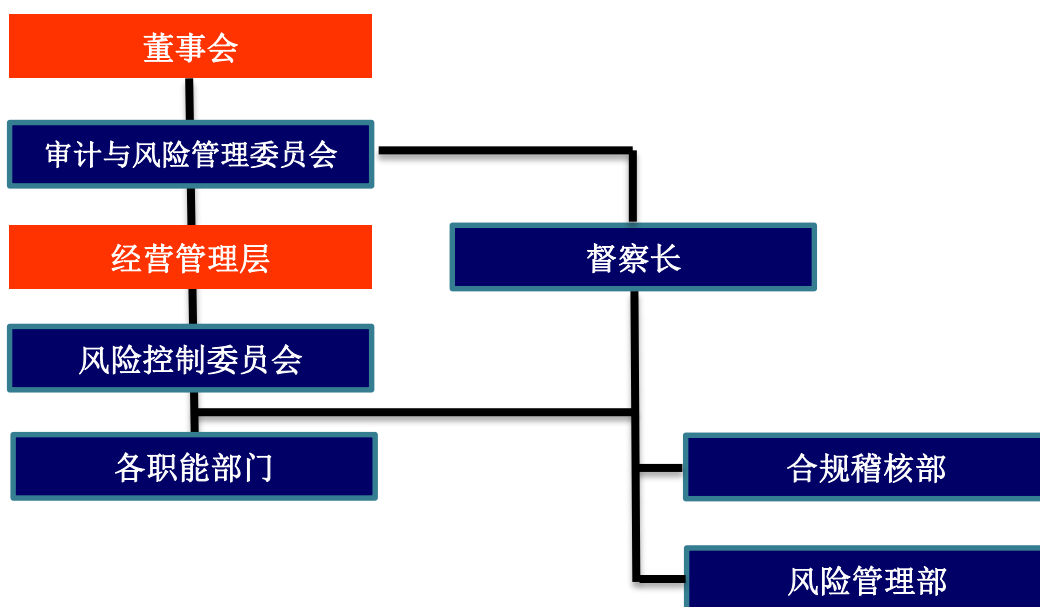 董事会
审计与风险管理委员会
经营管理层
督察长
风险控制委员会
各职能部门
合规稽核部
风险管理部